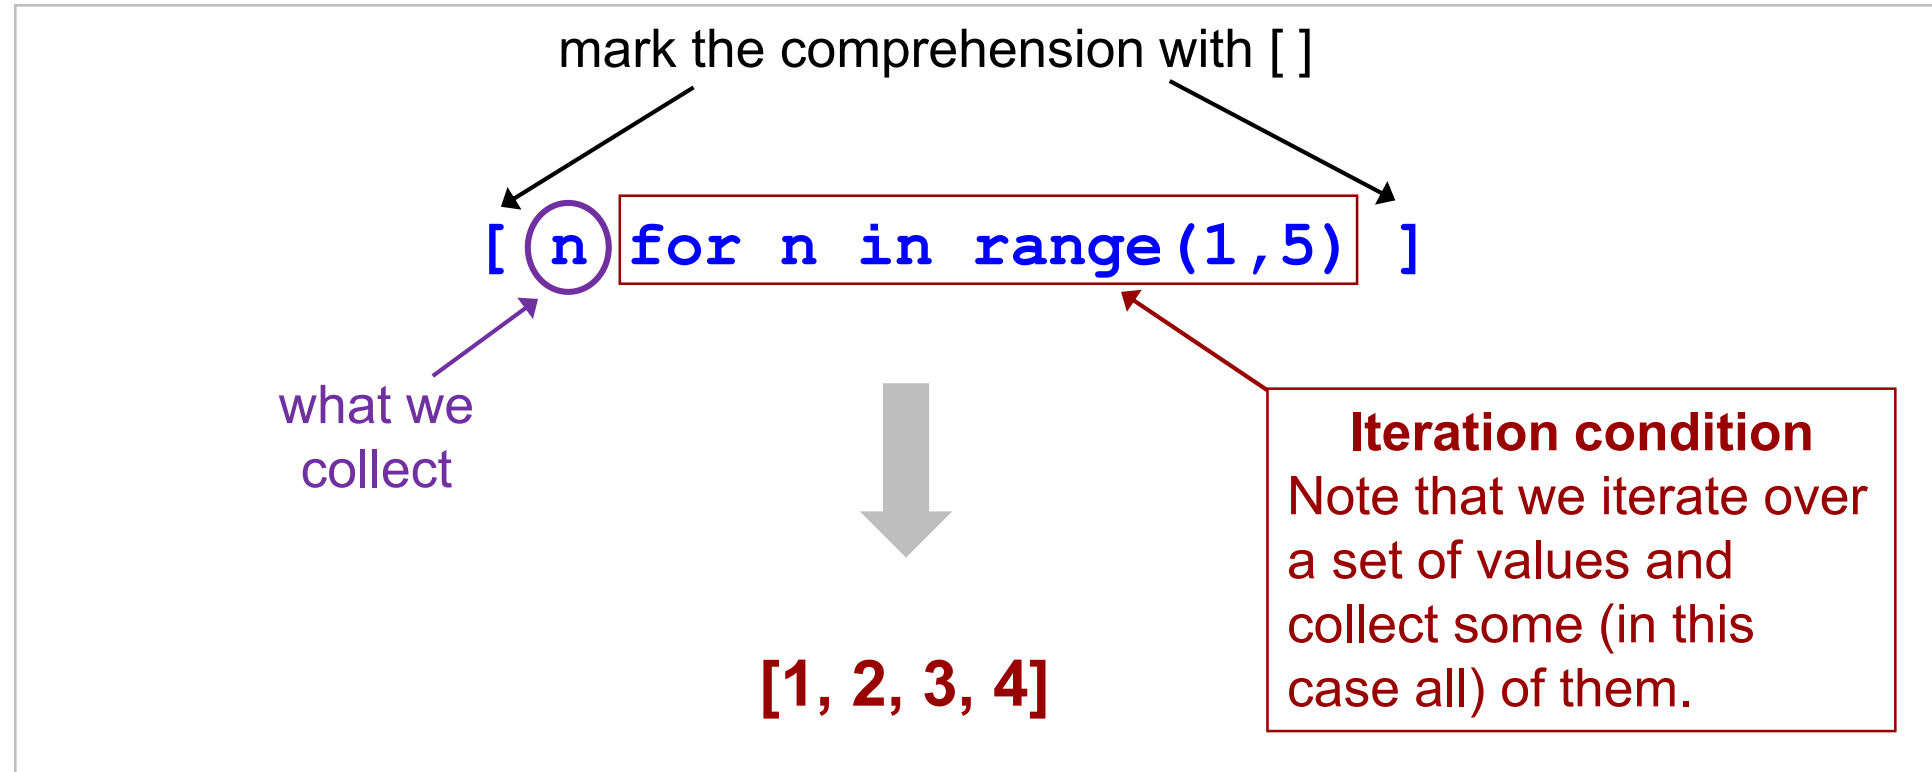 mark the comprehension with [ ]
[ n for n in range(1,5) ]
what we
collect
Iteration condition
Note that we iterate over
a set of values and
collect some (in this
case all) of them.
[1, 2, 3, 4]